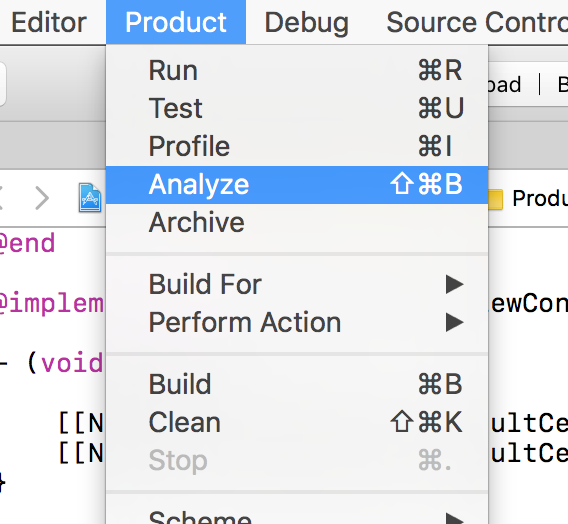 Editor Product Debug Source Contro
Run ⌘R
oad B
Test ⌘U
Profile ⌘I
Analyze ⇧⌘B
Produ
Archive
@end
Build For ▶
@implem ewCon
Perform Action ▶
- (void
Build ⌘B
[[N ultCe
Clean ⇧⌘K
[[N ultCe
Stop ⌘.
}
Scheme ▶